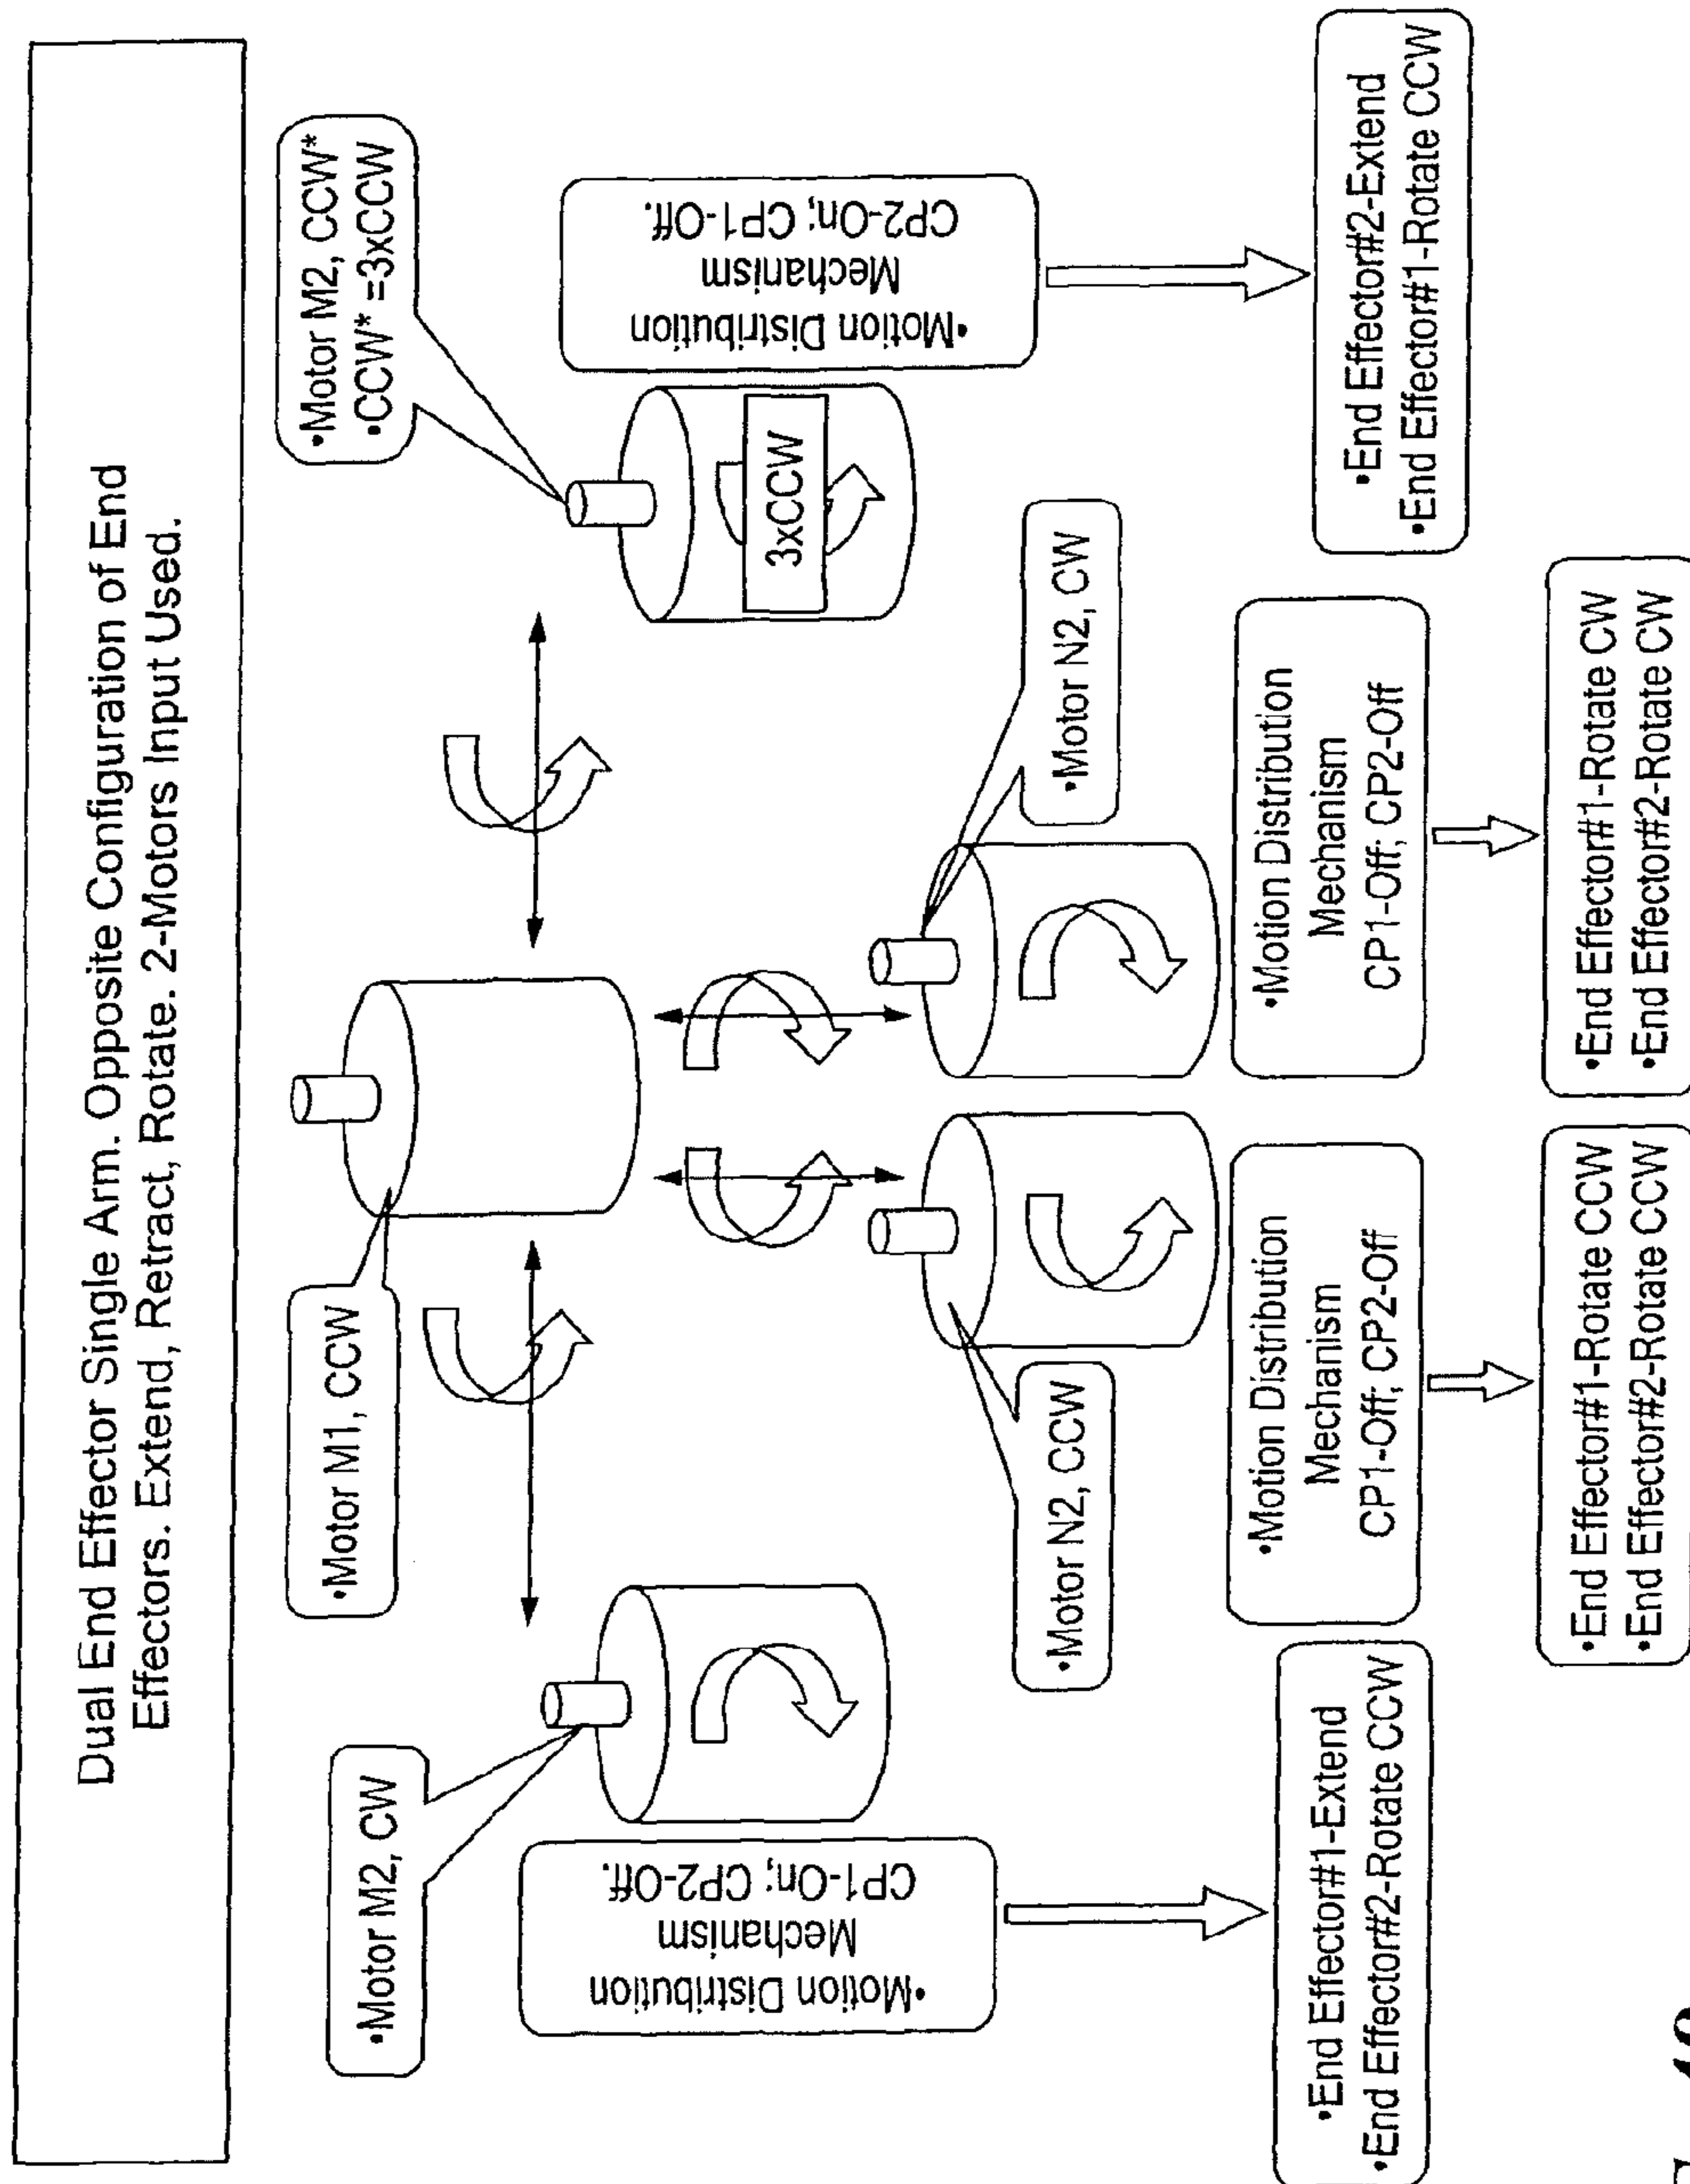 Dual End Effector Single Arm. Opposite Configuration of End
Effectors. Extend, Retract, Rotate. 2-Motors Input Used.
•Motor M1, CCW
•Motor M2, CW
•Motor M2, CCW*
•CCW* =3xCCW
3xCCW
•Motion Distribution
Mechanism
CP1-On; CP2-Off.
•Motion Distribution
Mechanism
CP2-On; CP1-Off.
•Motor N2, CCW
•Motor N2, CW
•Motion Distribution
Mechanism
CP1-Off; CP2-Off
•Motion Distribution
Mechanism
CP1-Off; CP2-Off
•End Effector#1-Extend
•End Effector#2-Rotate CCW
•End Effector#1-Rotate CCW
•End Effector#2-Rotate CCW
•End Effector#1-Rotate CW
•End Effector#2-Rotate CW
•End Effector#2-Extend
•End Effector#1-Rotate CCW